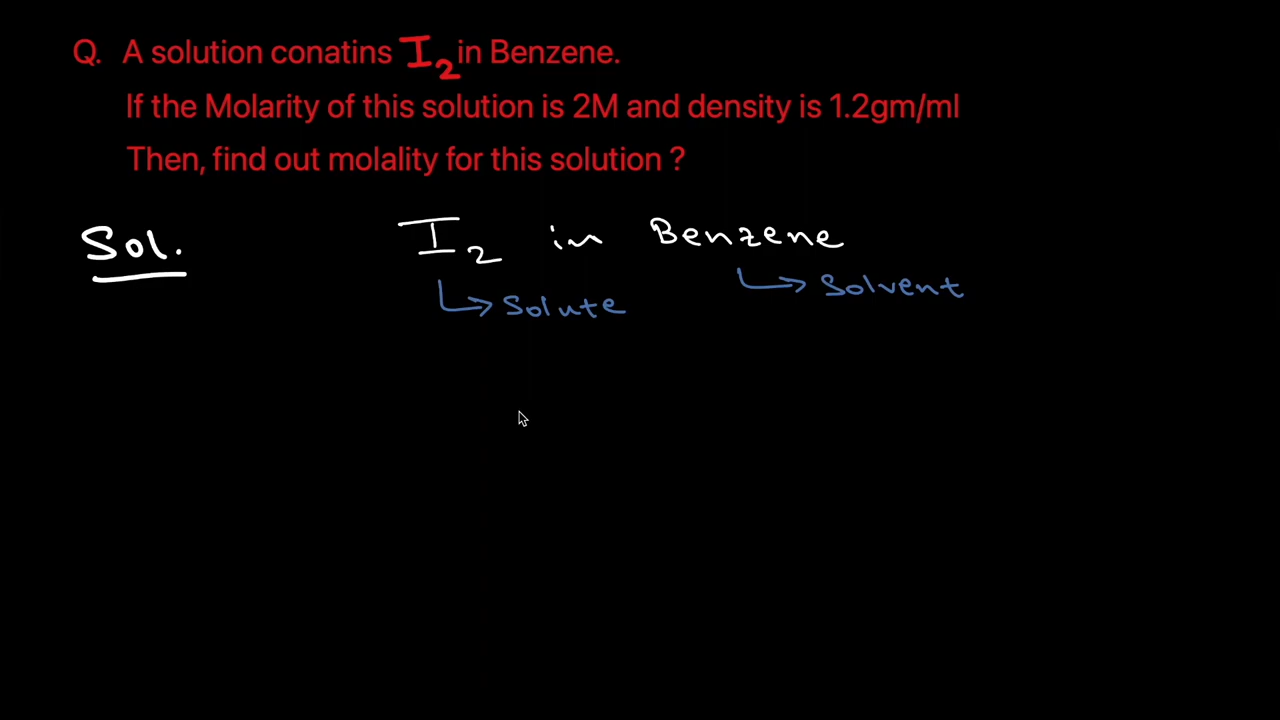 Q. A solution conatins I₂ in Benzene.
If the Molarity of this solution is 2M and density is 1.2gm/ml
Then, find out molality for this solution ?
Sol. I₂ in Benzene
↳ Solute ↳ Solvent